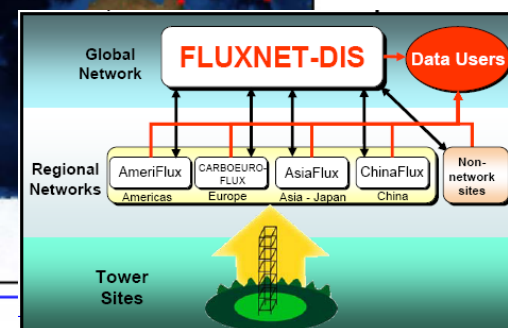 Global
Network
FLUXNET-DIS
Data Users
Regional
Networks
AmeriFlux
CARBOEURO-
FLUX
AsiaFlux
ChinaFlux
Non-
network
sites
Americas
Europe
Asia - Japan
China
Tower
Sites